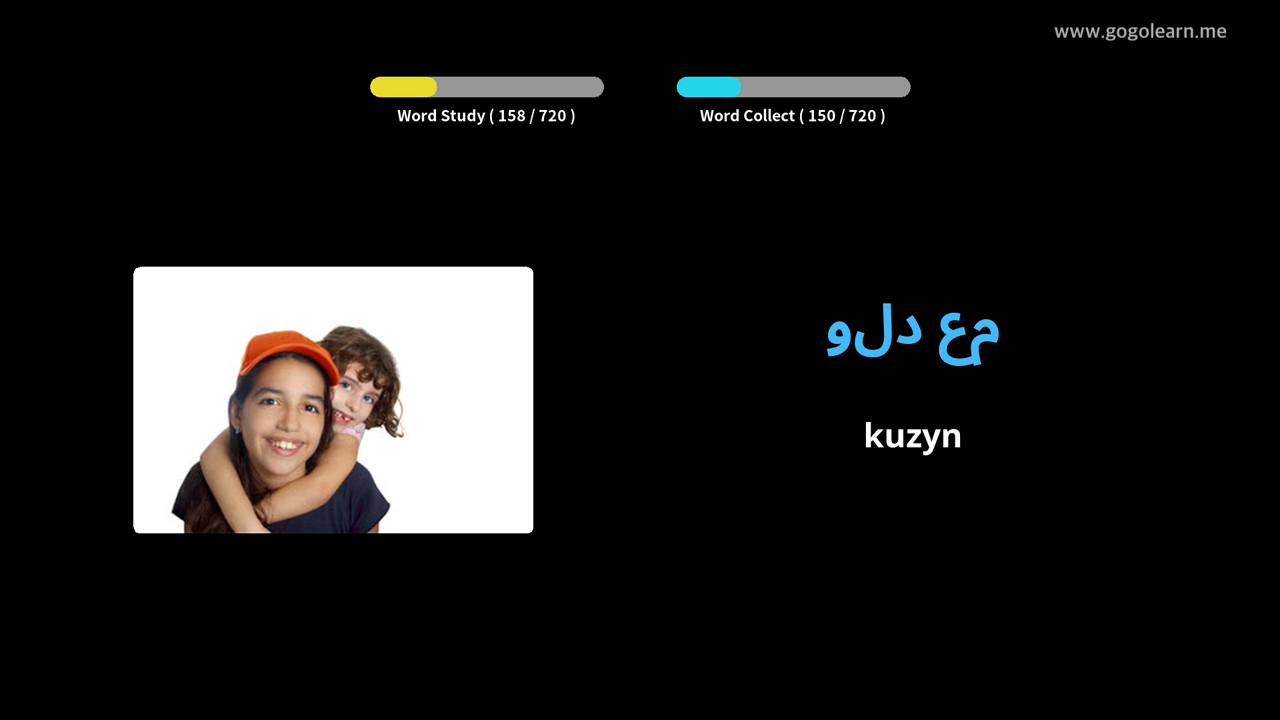 www.gogolearn.me
Word Study ( 158 / 720 )
Word Collect ( 150 / 720 )
ولد عم
kuzyn